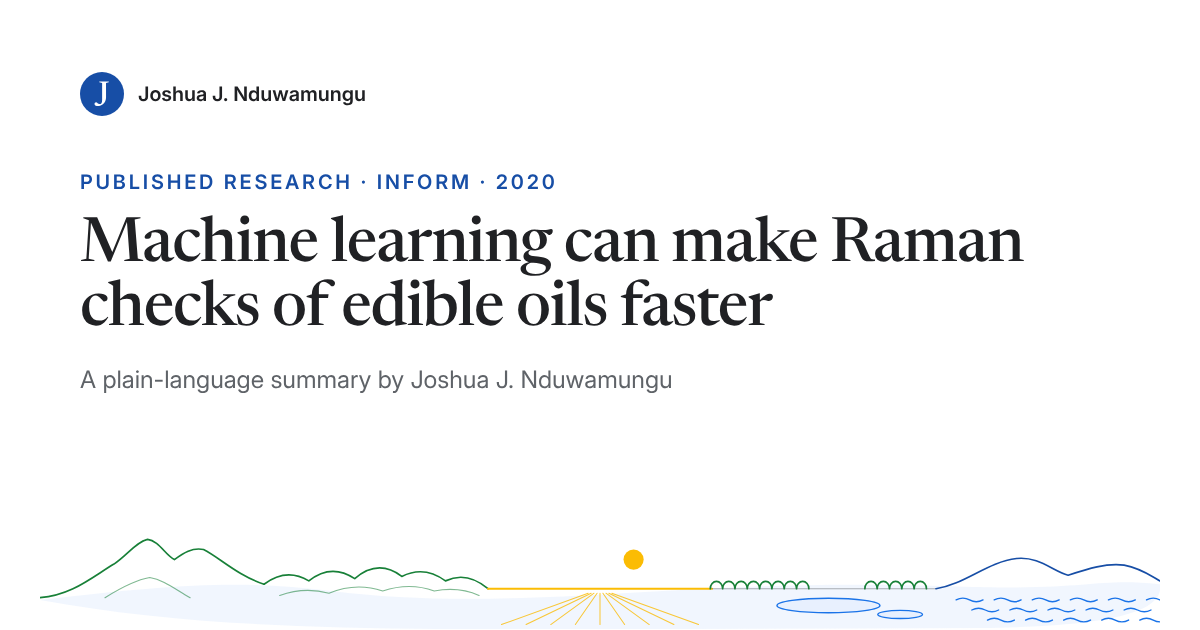 J
Joshua J. Nduwamungu
PUBLISHED RESEARCH · INFORM · 2020
Machine learning can make Raman
checks of edible oils faster
A plain-language summary by Joshua J. Nduwamungu